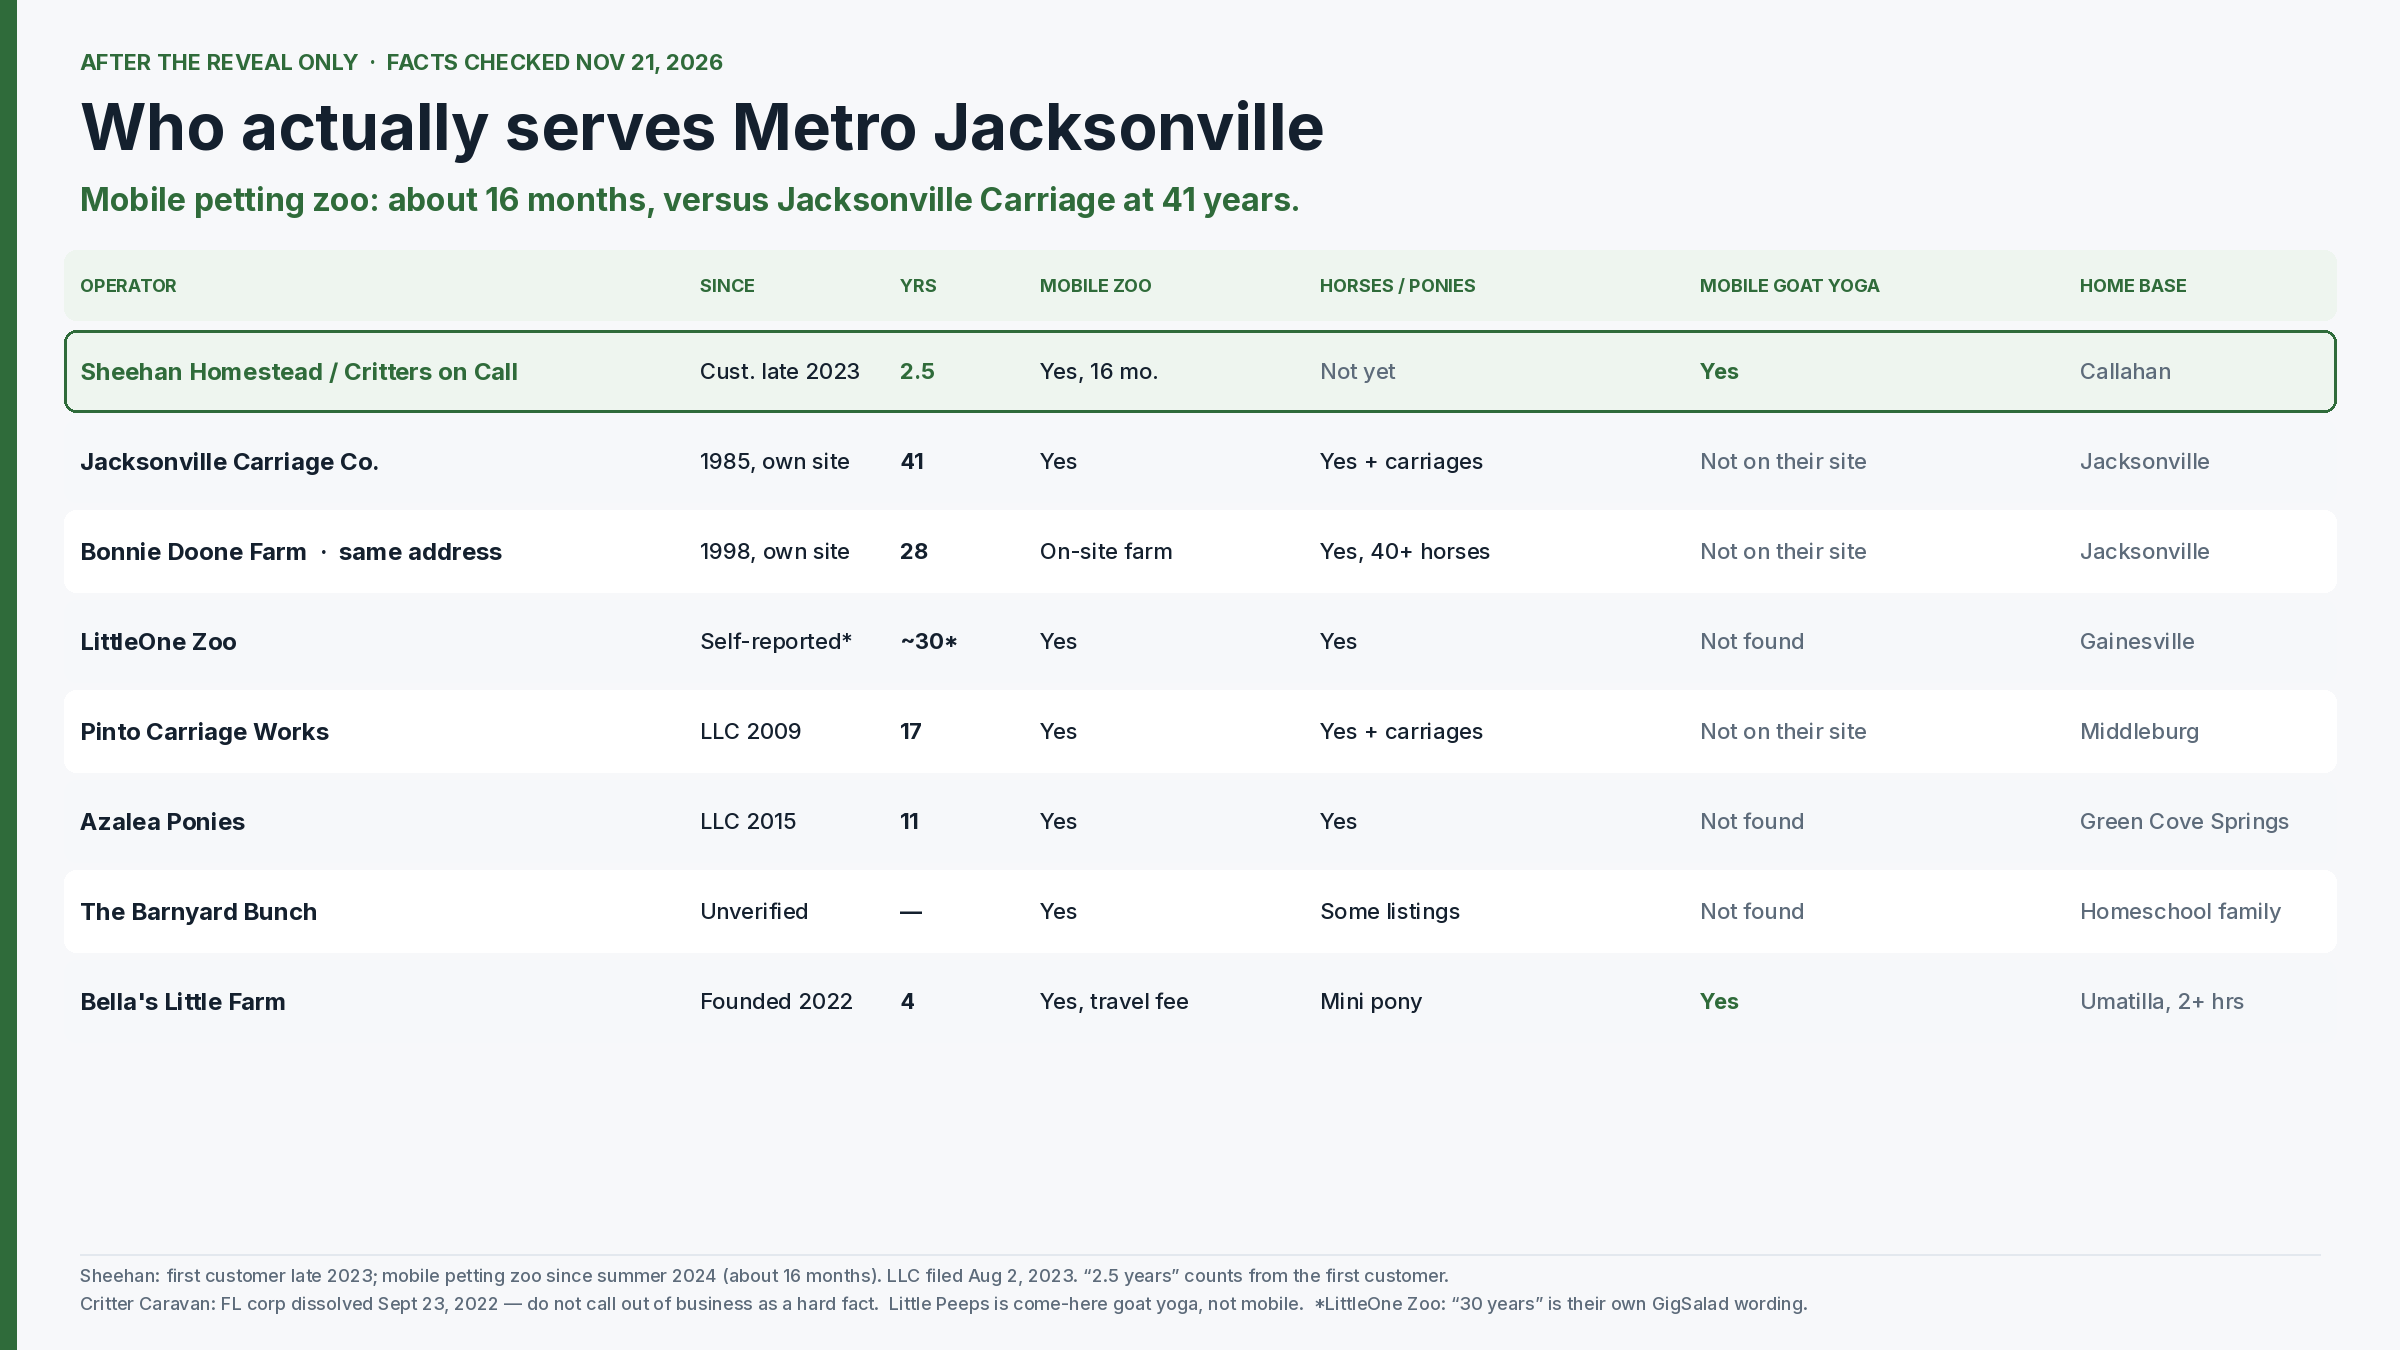 AFTER THE REVEAL ONLY · FACTS CHECKED NOV 21, 2026
Who actually serves Metro Jacksonville
Mobile petting zoo: about 16 months, versus Jacksonville Carriage at 41 years.
OPERATOR SINCE YRS MOBILE ZOO HORSES / PONIES MOBILE GOAT YOGA HOME BASE
Sheehan Homestead / Critters on Call Cust. late 2023 2.5 Yes, 16 mo. Not yet Yes Callahan
Jacksonville Carriage Co. 1985, own site 41 Yes Yes + carriages Not on their site Jacksonville
Bonnie Doone Farm · same address 1998, own site 28 On-site farm Yes, 40+ horses Not on their site Jacksonville
LittleOne Zoo Self-reported* ~30* Yes Yes Not found Gainesville
Pinto Carriage Works LLC 2009 17 Yes Yes + carriages Not on their site Middleburg
Azalea Ponies LLC 2015 11 Yes Yes Not found Green Cove Springs
The Barnyard Bunch Unverified — Yes Some listings Not found Homeschool family
Bella's Little Farm Founded 2022 4 Yes, travel fee Mini pony Yes Umatilla, 2+ hrs
Sheehan: first customer late 2023; mobile petting zoo since summer 2024 (about 16 months). LLC filed Aug 2, 2023. “2.5 years” counts from the first customer.
Critter Caravan: FL corp dissolved Sept 23, 2022 — do not call out of business as a hard fact. Little Peeps is come-here goat yoga, not mobile. *LittleOne Zoo: “30 years” is their own GigSalad wording.